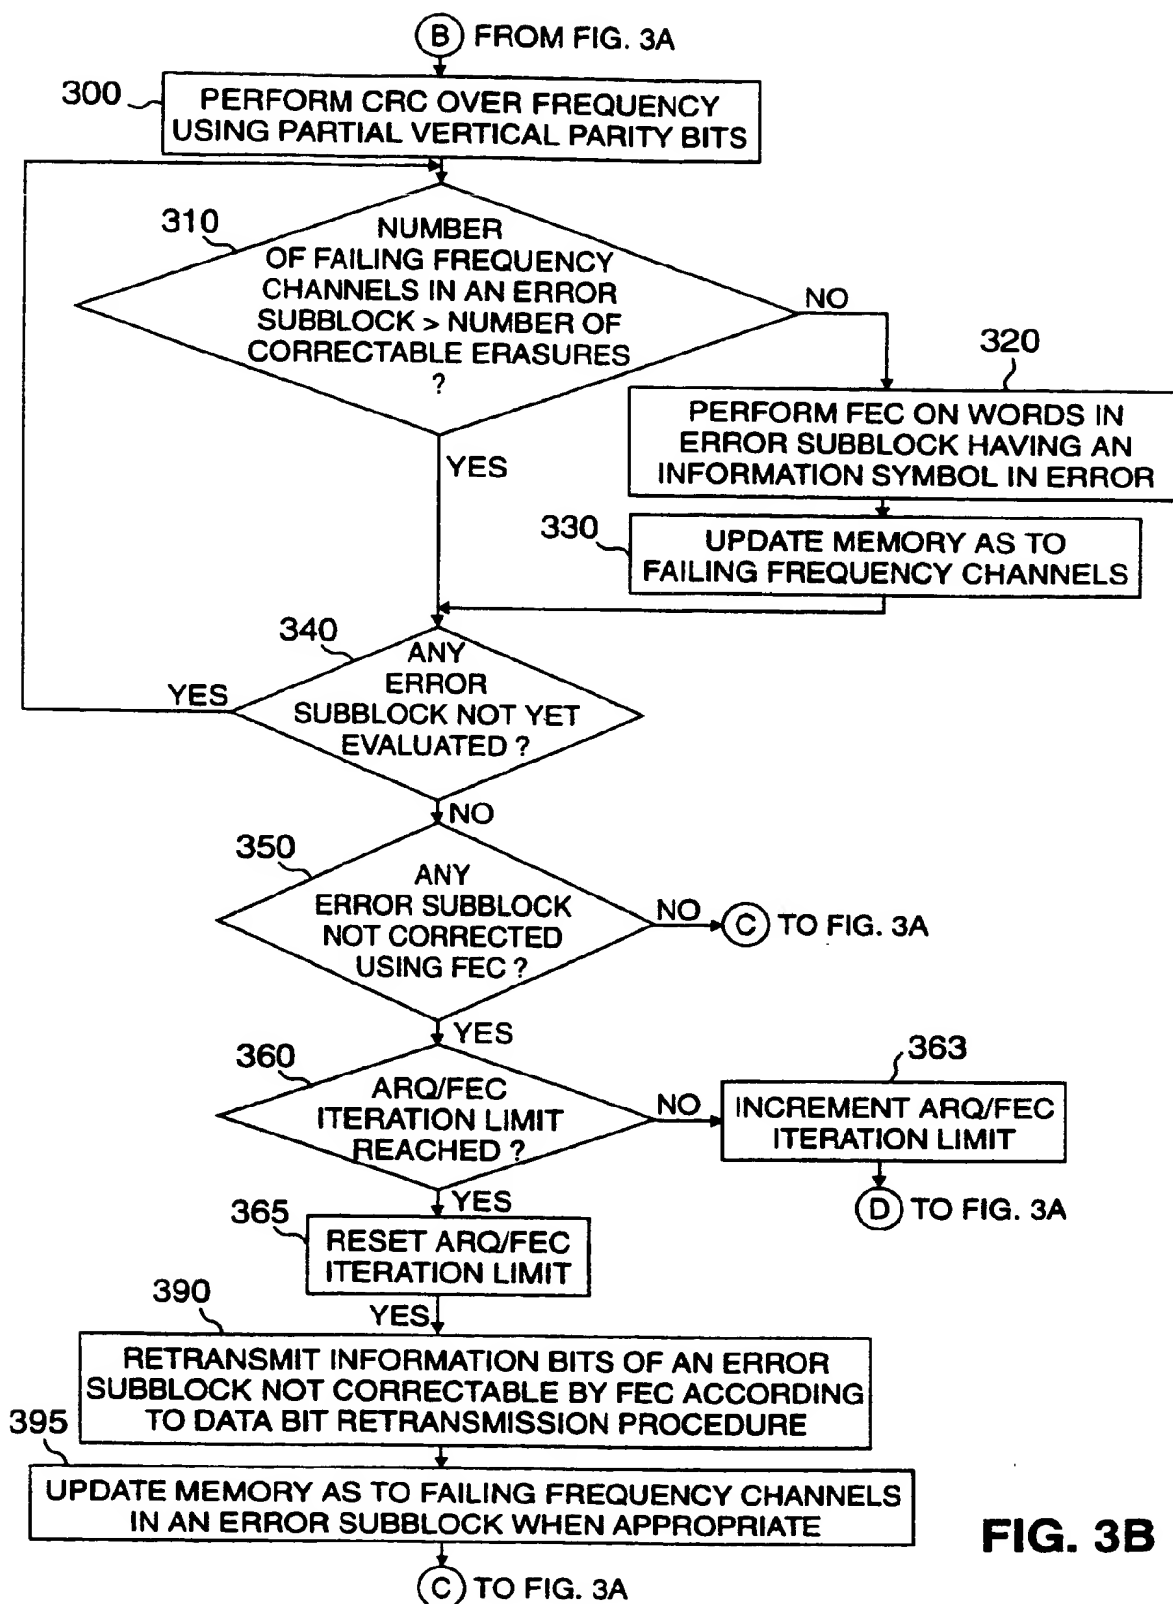 B FROM FIG. 3A
300
PERFORM CRC OVER FREQUENCY
USING PARTIAL VERTICAL PARITY BITS
310
NUMBER
OF FAILING FREQUENCY
CHANNELS IN AN ERROR
SUBBLOCK > NUMBER OF
CORRECTABLE ERASURES
?
NO
YES
320
PERFORM FEC ON WORDS IN
ERROR SUBBLOCK HAVING AN
INFORMATION SYMBOL IN ERROR
330
UPDATE MEMORY AS TO
FAILING FREQUENCY CHANNELS
340
ANY
ERROR
SUBBLOCK NOT YET
EVALUATED ?
YES
NO
350
ANY
ERROR SUBBLOCK
NOT CORRECTED
USING FEC ?
NO
C TO FIG. 3A
YES
360
ARQ/FEC
ITERATION LIMIT
REACHED ?
NO
363
INCREMENT ARQ/FEC
ITERATION LIMIT
D TO FIG. 3A
YES
365
RESET ARQ/FEC
ITERATION LIMIT
YES
390
RETRANSMIT INFORMATION BITS OF AN ERROR
SUBBLOCK NOT CORRECTABLE BY FEC ACCORDING
TO DATA BIT RETRANSMISSION PROCEDURE
395
UPDATE MEMORY AS TO FAILING FREQUENCY CHANNELS
IN AN ERROR SUBBLOCK WHEN APPROPRIATE
C TO FIG. 3A
FIG. 3B